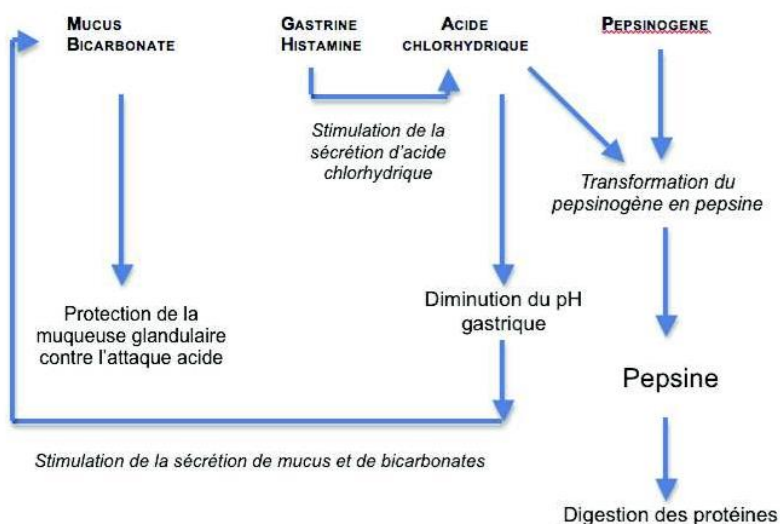 MUCUS
BICARBONATE
GASTRINE
HISTAMINE
ACIDE
CHLORHYDRIQUE
PEPSINOGENE
Stimulation de la
sécrétion d'acide
chlorhydrique
Transformation du
pepsinogène en pepsine
Protection de la
muqueuse glandulaire
contre l'attaque acide
Diminution du pH
gastrique
Pepsine
Stimulation de la sécrétion de mucus et de bicarbonates
Digestion des protéines